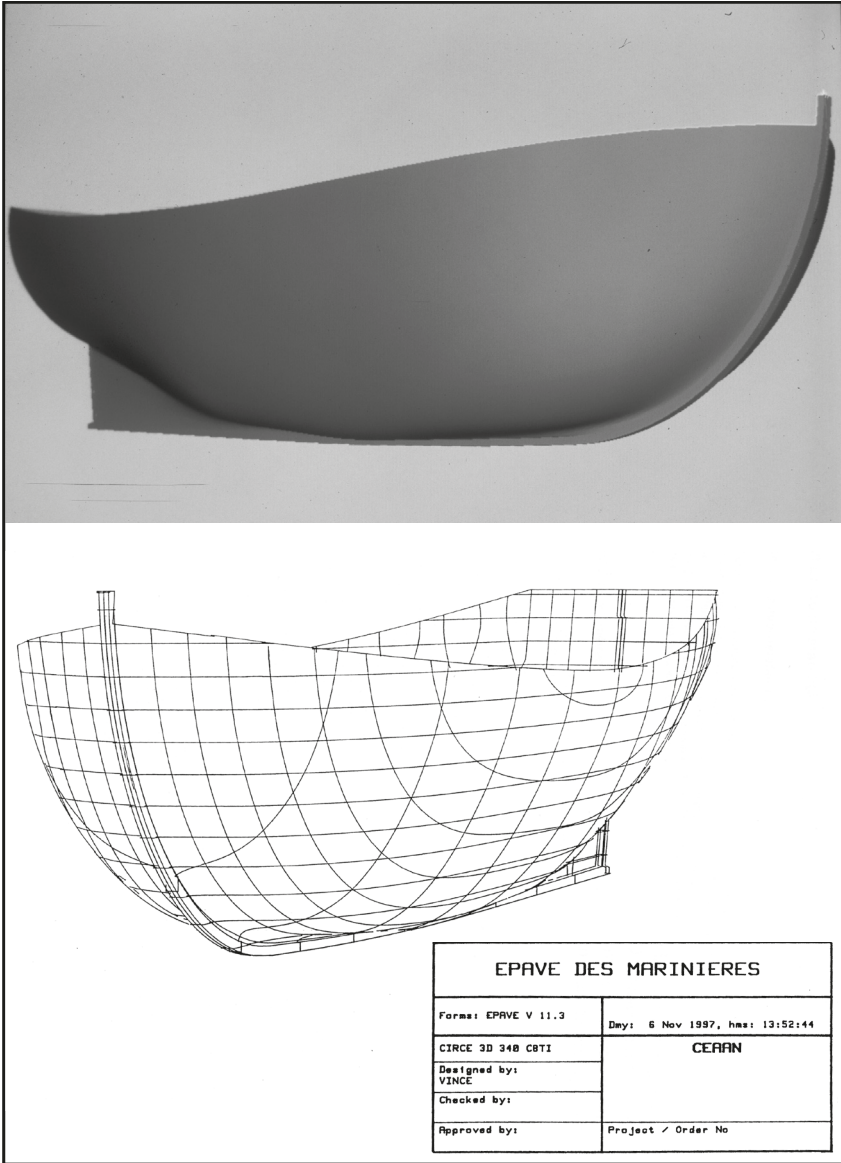 EPAVE DES MARINIERES
Forms: EPAVE V 11.3
Dmy: 6 Nov 1997, hms: 13:52:44
CIRCE 3D 340 CBTI
CERAN
Designed by:
VINCE
Checked by:
Approved by:
Project / Order No